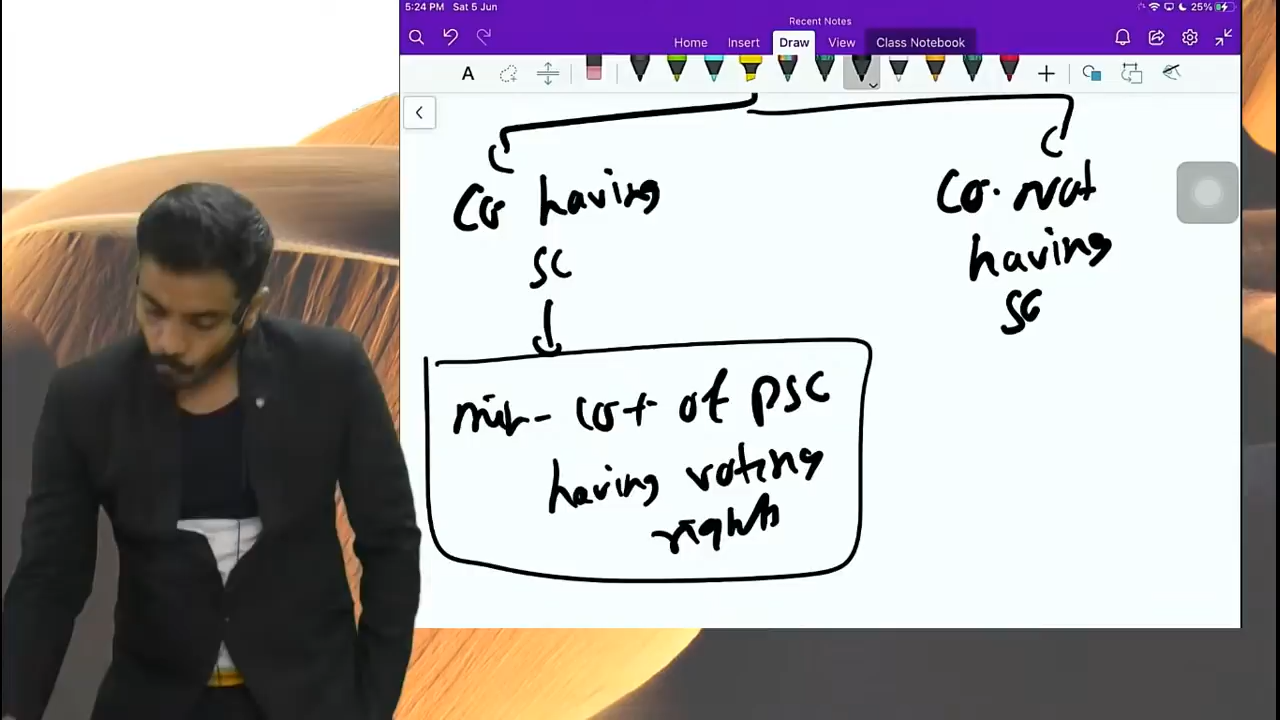 5:24 PM Sat 5 Jun
25%
Recent Notes
Home Insert Draw View Class Notebook
A
Co having
SC
Co. Not
having
SC
min- Cot of PSC
having voting
rights